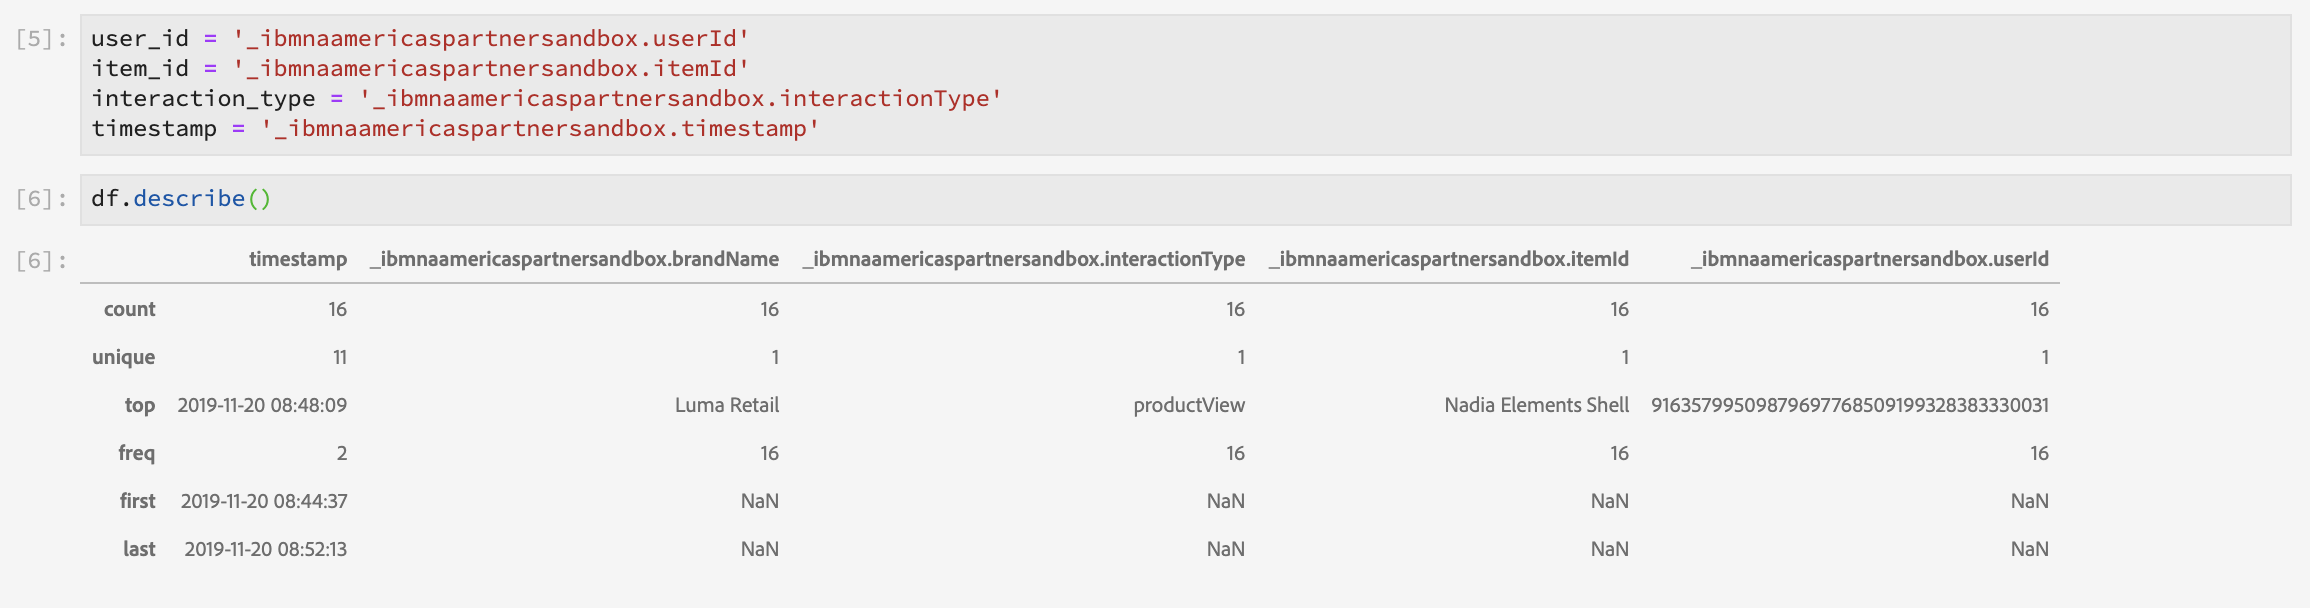 [5]: user_id = '_ibmnaamericaspartnersandbox.userId'
item_id = '_ibmnaamericaspartnersandbox.itemId'
interaction_type = '_ibmnaamericaspartnersandbox.interactionType'
timestamp = '_ibmnaamericaspartnersandbox.timestamp'
[6]: df.describe()
[6]: timestamp _ibmnaamericaspartnersandbox.brandName _ibmnaamericaspartnersandbox.interactionType _ibmnaamericaspartnersandbox.itemId _ibmnaamericaspartnersandbox.userId
count 16 16 16 16 16
unique 11 1 1 1 1
top 2019-11-20 08:48:09 Luma Retail productView Nadia Elements Shell 91635799509879697768509199328383330031
freq 2 16 16 16 16
first 2019-11-20 08:44:37 NaN NaN NaN NaN
last 2019-11-20 08:52:13 NaN NaN NaN NaN